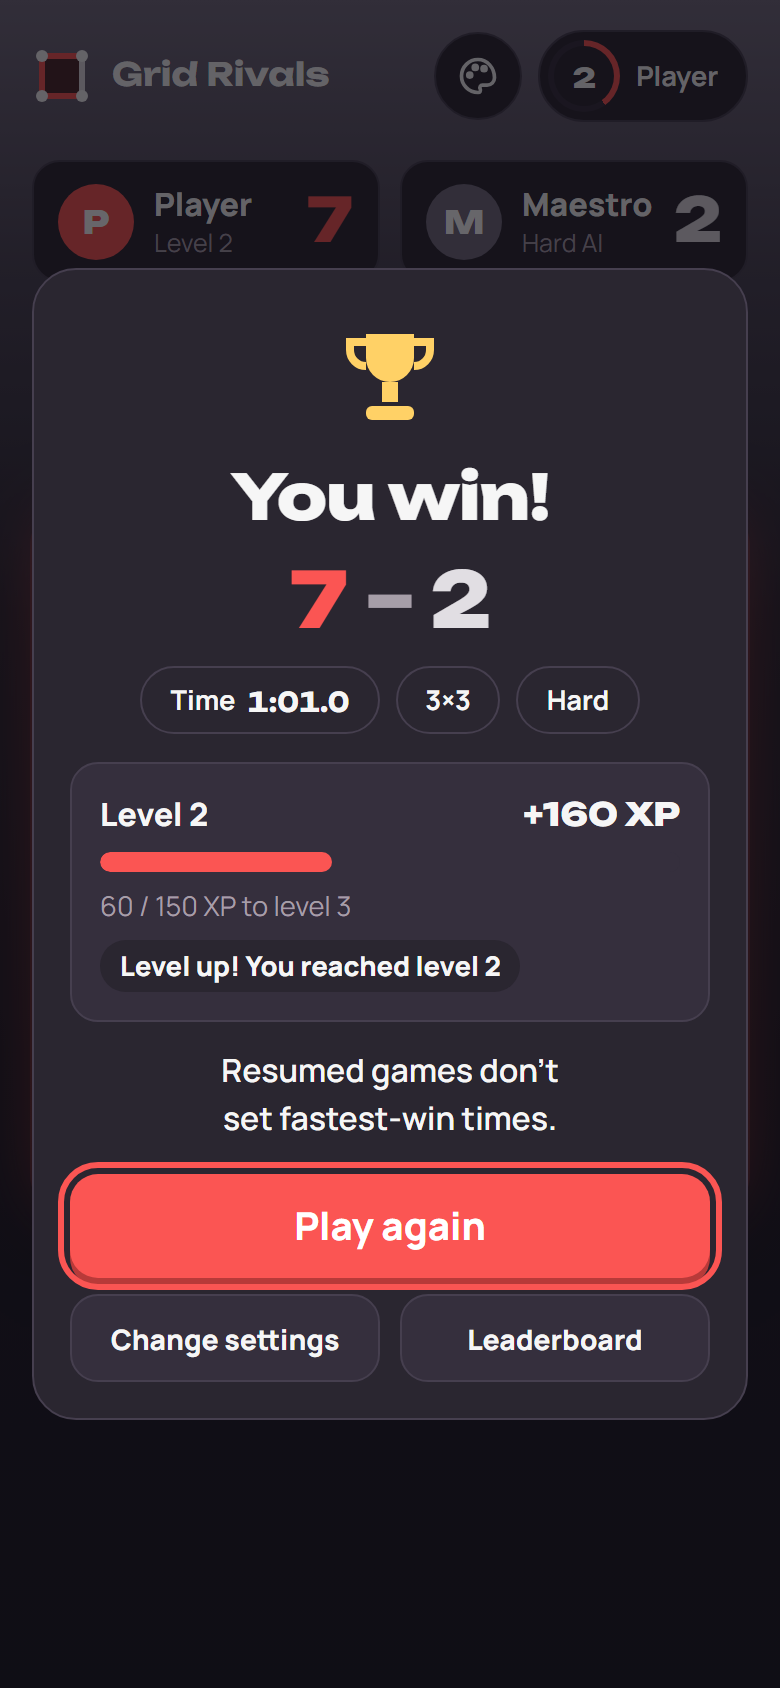 Grid Rivals
2 Player
P Player 7
Level 2
M Maestro 2
Hard AI
You win!
7 – 2
Time 1:01.0 3×3 Hard
Level 2 +160 XP
60 / 150 XP to level 3
Level up! You reached level 2
Resumed games don’t
set fastest-win times.
Play again
Change settings Leaderboard